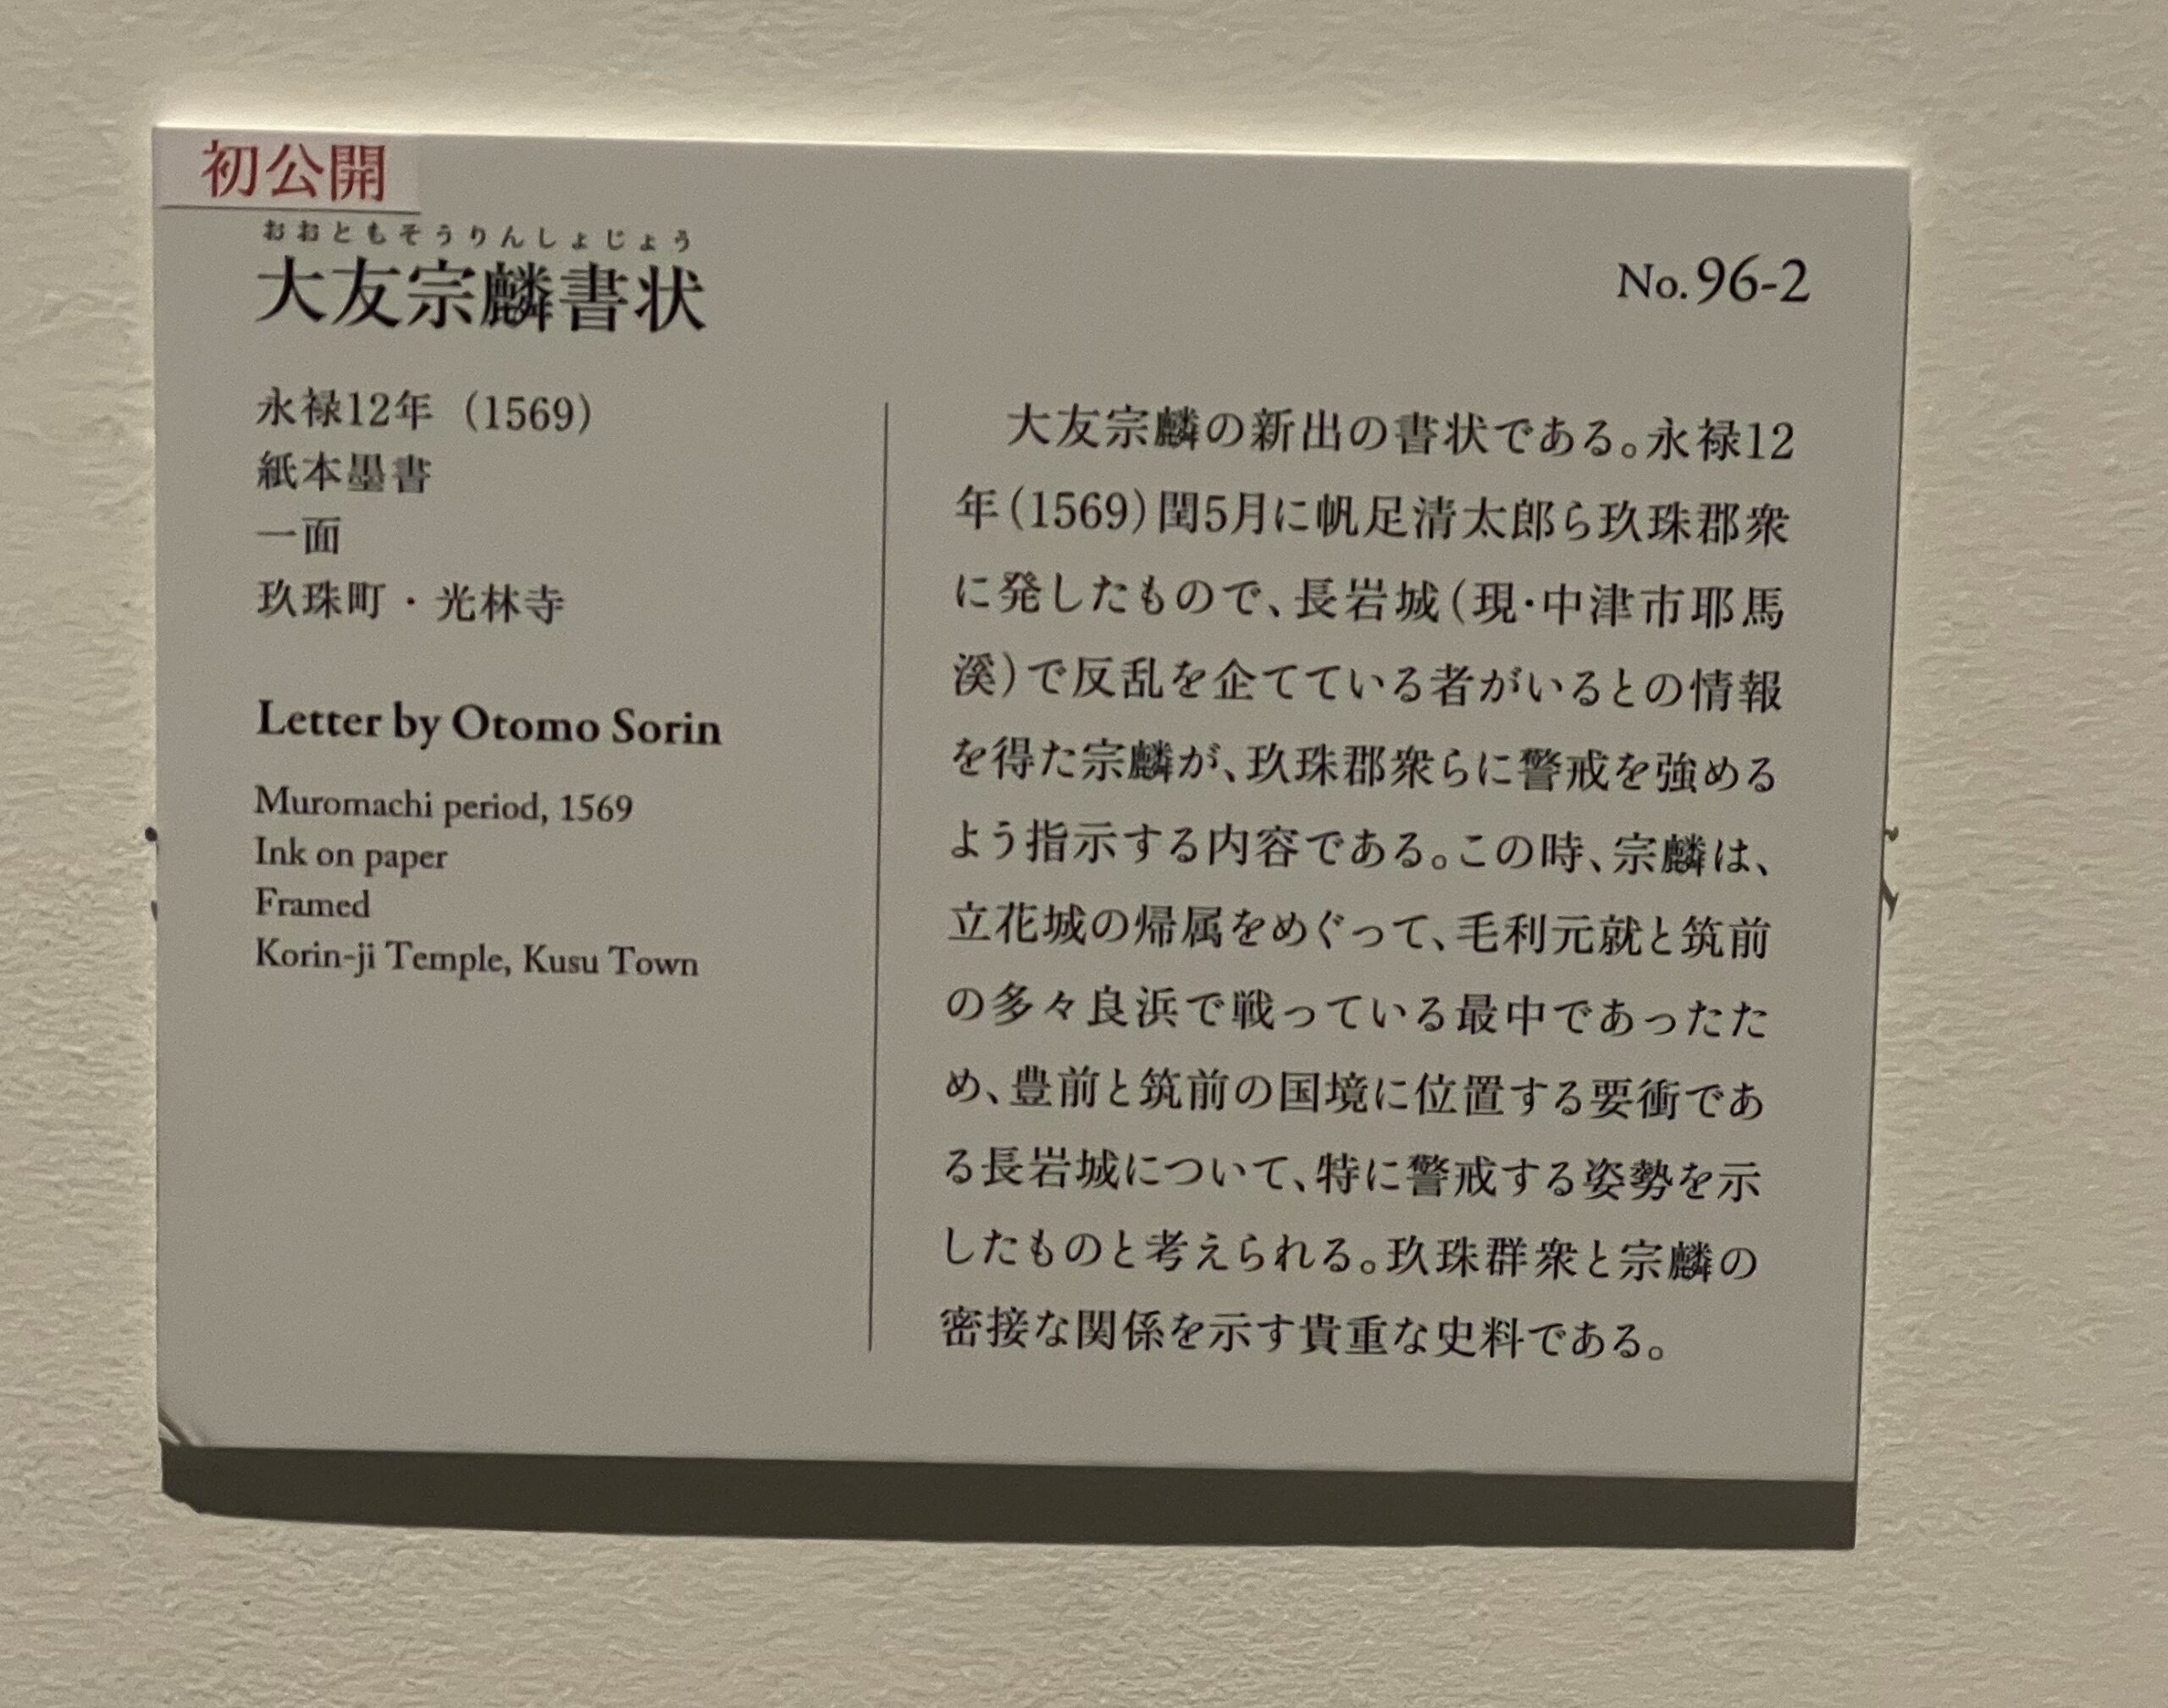 初公開
おおともそうりんしょじょう
大友宗麟書状
No.96-2
永禄12年（1569）
紙本墨書
一面
玖珠町・光林寺
Letter by Otomo Sorin
Muromachi period, 1569
Ink on paper
Framed
Korin-ji Temple, Kusu Town
大友宗麟の新出の書状である。永禄12
年（1569）閏5月に帆足清太郎ら玖珠郡衆
に発したもので、長岩城（現・中津市耶馬
溪）で反乱を企てている者がいるとの情報
を得た宗麟が、玖珠郡衆らに警戒を強める
よう指示する内容である。この時、宗麟は、
立花城の帰属をめぐって、毛利元就と筑前
の多々良浜で戦っている最中であったた
め、豊前と筑前の国境に位置する要衝であ
る長岩城について、特に警戒する姿勢を示
したものと考えられる。玖珠群衆と宗麟の
密接な関係を示す貴重な史料である。